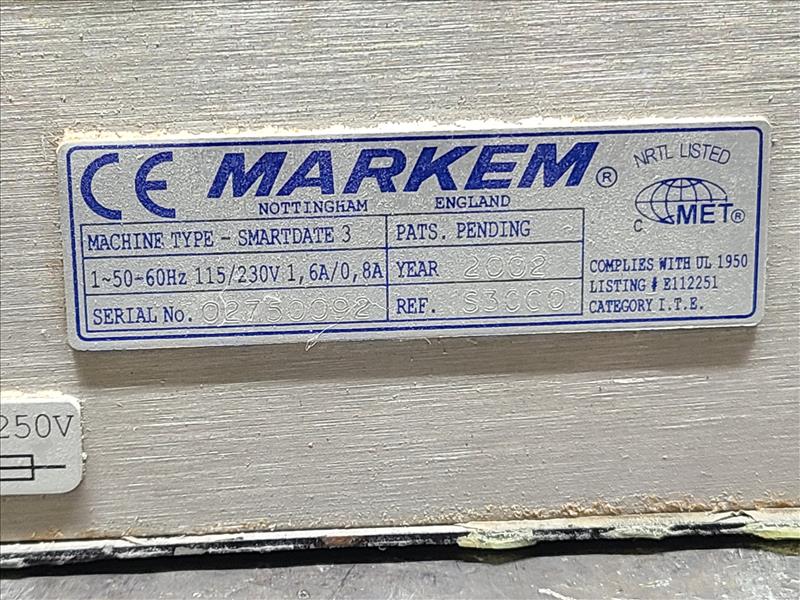 CE MARKEM®
NOTTINGHAM ENGLAND
MACHINE TYPE - SMARTDATE 3
PATS. PENDING
1~50-60Hz 115/230V 1,6A/0,8A
YEAR 2002
SERIAL No. 02750092
REF. S3000
NRTL LISTED
C MET®
COMPLIES WITH UL 1950
LISTING # E112251
CATEGORY I.T.E.
250V